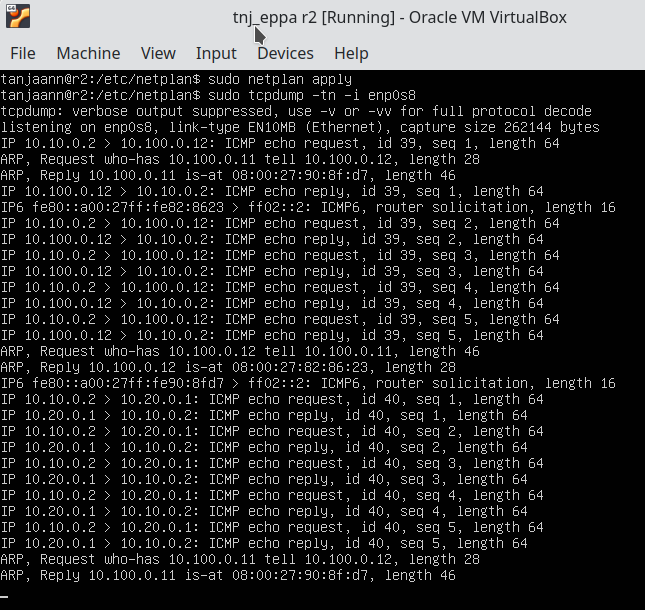 tnj_eppa r2 [Running] - Oracle VM VirtualBox
File Machine View Input Devices Help
tanjaann@r2:/etc/netplan$ sudo netplan apply
tanjaann@r2:/etc/netplan$ sudo tcpdump -tn -i enp0s8
tcpdump: verbose output suppressed, use -v or -vv for full protocol decode
listening on enp0s8, link-type EN10MB (Ethernet), capture size 262144 bytes
IP 10.10.0.2 > 10.100.0.12: ICMP echo request, id 39, seq 1, length 64
ARP, Request who-has 10.100.0.11 tell 10.100.0.12, length 28
ARP, Reply 10.100.0.11 is-at 08:00:27:90:8f:d7, length 46
IP 10.100.0.12 > 10.10.0.2: ICMP echo reply, id 39, seq 1, length 64
IP6 fe80::a00:27ff:fe82:8623 > ff02::2: ICMP6, router solicitation, length 16
IP 10.10.0.2 > 10.100.0.12: ICMP echo request, id 39, seq 2, length 64
IP 10.100.0.12 > 10.10.0.2: ICMP echo reply, id 39, seq 2, length 64
IP 10.10.0.2 > 10.100.0.12: ICMP echo request, id 39, seq 3, length 64
IP 10.100.0.12 > 10.10.0.2: ICMP echo reply, id 39, seq 3, length 64
IP 10.10.0.2 > 10.100.0.12: ICMP echo request, id 39, seq 4, length 64
IP 10.100.0.12 > 10.10.0.2: ICMP echo reply, id 39, seq 4, length 64
IP 10.10.0.2 > 10.100.0.12: ICMP echo request, id 39, seq 5, length 64
IP 10.100.0.12 > 10.10.0.2: ICMP echo reply, id 39, seq 5, length 64
ARP, Request who-has 10.100.0.12 tell 10.100.0.11, length 46
ARP, Reply 10.100.0.12 is-at 08:00:27:82:86:23, length 28
IP6 fe80::a00:27ff:fe90:8fd7 > ff02::2: ICMP6, router solicitation, length 16
IP 10.10.0.2 > 10.20.0.1: ICMP echo request, id 40, seq 1, length 64
IP 10.20.0.1 > 10.10.0.2: ICMP echo reply, id 40, seq 1, length 64
IP 10.10.0.2 > 10.20.0.1: ICMP echo request, id 40, seq 2, length 64
IP 10.20.0.1 > 10.10.0.2: ICMP echo reply, id 40, seq 2, length 64
IP 10.10.0.2 > 10.20.0.1: ICMP echo request, id 40, seq 3, length 64
IP 10.20.0.1 > 10.10.0.2: ICMP echo reply, id 40, seq 3, length 64
IP 10.10.0.2 > 10.20.0.1: ICMP echo request, id 40, seq 4, length 64
IP 10.20.0.1 > 10.10.0.2: ICMP echo reply, id 40, seq 4, length 64
IP 10.10.0.2 > 10.20.0.1: ICMP echo request, id 40, seq 5, length 64
IP 10.20.0.1 > 10.10.0.2: ICMP echo reply, id 40, seq 5, length 64
ARP, Request who-has 10.100.0.11 tell 10.100.0.12, length 28
ARP, Reply 10.100.0.11 is-at 08:00:27:90:8f:d7, length 46